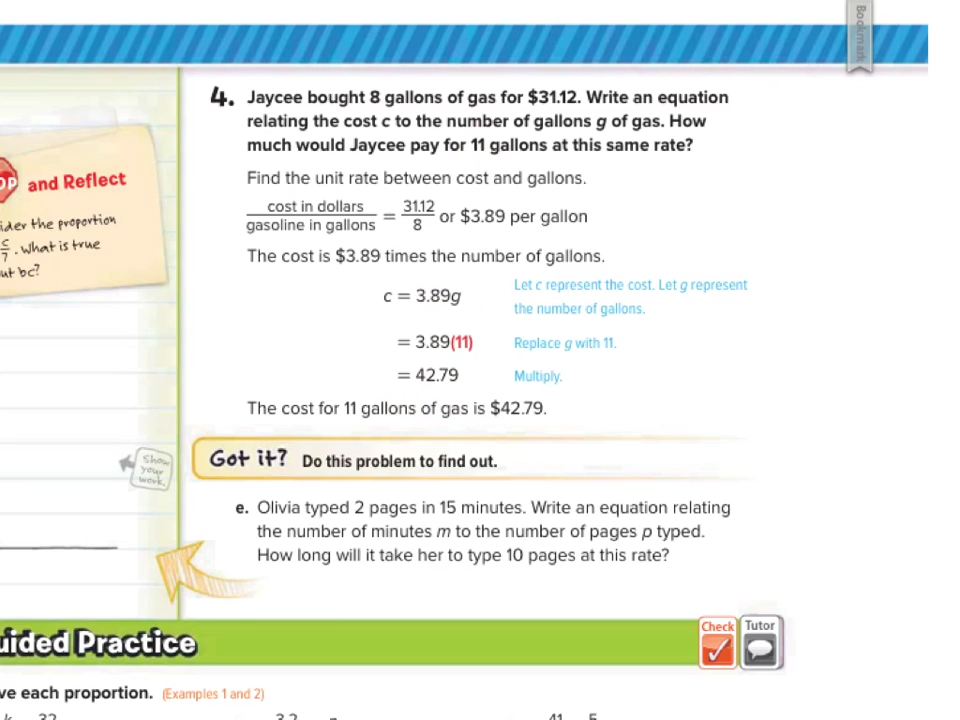 Bookmark
4. Jaycee bought 8 gallons of gas for $31.12. Write an equation
relating the cost c to the number of gallons g of gas. How
much would Jaycee pay for 11 gallons at this same rate?
Find the unit rate between cost and gallons.
cost in dollars / gasoline in gallons = 31.12 / 8 or $3.89 per gallon
The cost is $3.89 times the number of gallons.
c = 3.89g Let c represent the cost. Let g represent
the number of gallons.
= 3.89(11) Replace g with 11.
= 42.79 Multiply.
The cost for 11 gallons of gas is $42.79.
and Reflect
the proportion
c / 7 . What is true
bc?
Show
your
work.
Got it? Do this problem to find out.
e. Olivia typed 2 pages in 15 minutes. Write an equation relating
the number of minutes m to the number of pages p typed.
How long will it take her to type 10 pages at this rate?
Practice
Check Tutor
each proportion. (Examples 1 and 2)